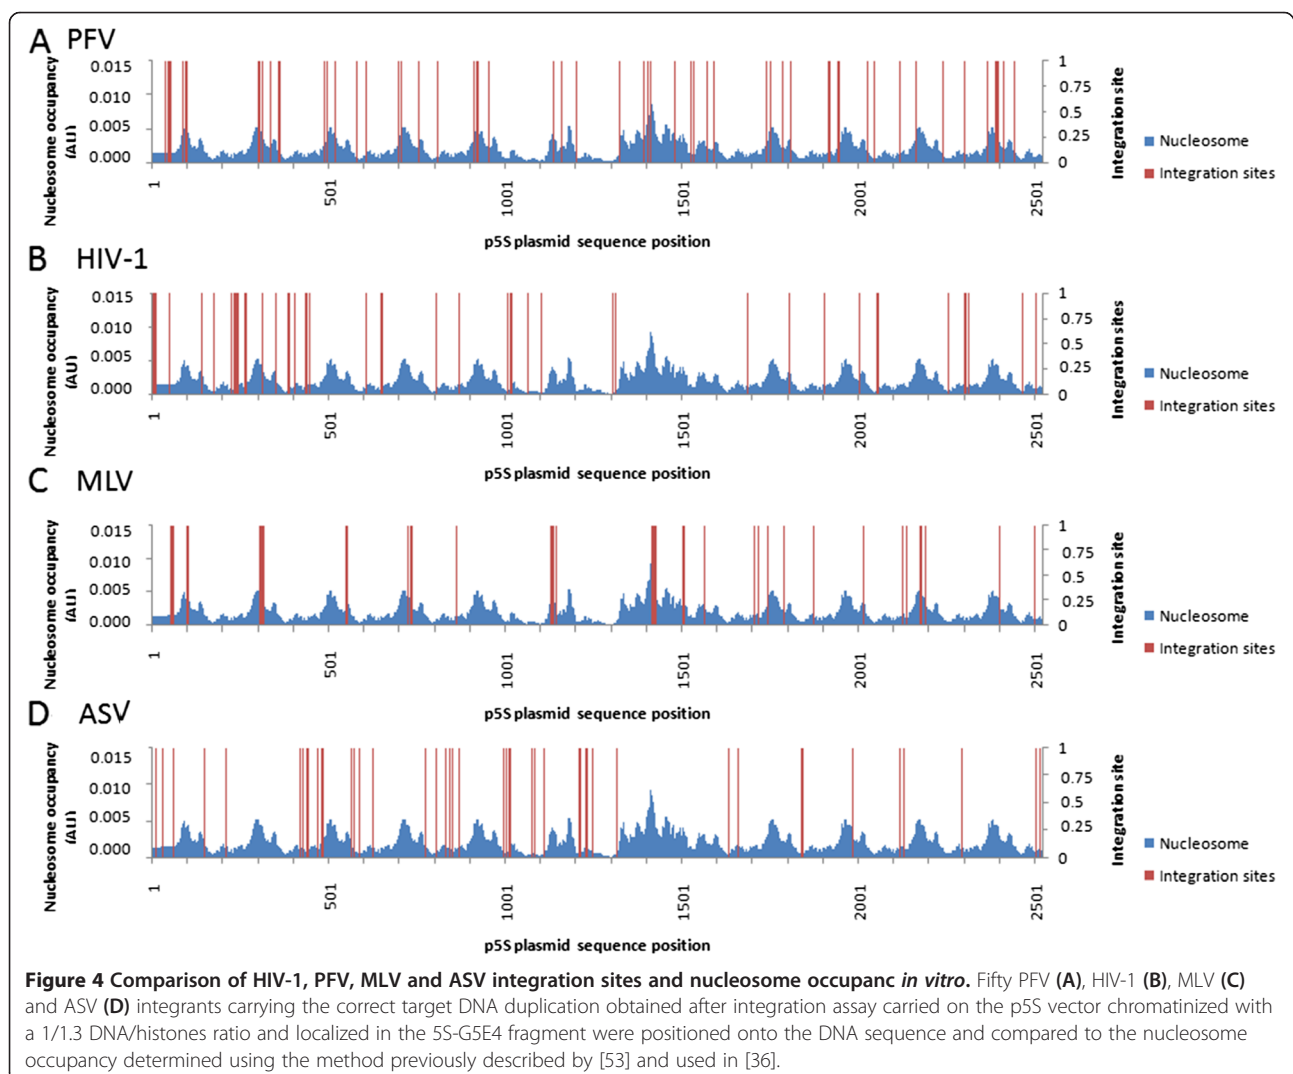 A PFV
Nucleosome occupancy
(AU)
0.015
0.010
0.005
0.000
1
0.75
0.5
0.25
0
Integration site
Nucleosome
Integration sites
1
501
1001
1501
2001
2501
p5S plasmid sequence position
B HIV-1
Nucleosome occupancy
(AU)
0.015
0.010
0.005
0.000
1
0.75
0.5
0.25
0
Integration sites
Nucleosome
Integration sites
1
501
1001
1501
2001
2501
p5S plasmid sequence position
C MLV
Nucleosome occupancy
(AU)
0.015
0.010
0.005
0.000
1
0.75
0.5
0.25
0
Integration site
Nucleosome
Integration sites
1
501
1001
1501
2001
2501
p5S plasmid sequence position
D ASV
Nucleosome occupancy
(AU)
0.015
0.010
0.005
0.000
1
0.75
0.5
0.25
0
Integration site
Nucleosome
Integration sites
1
501
1001
1501
2001
2501
p5S plasmid sequence position
Figure 4 Comparison of HIV-1, PFV, MLV and ASV integration sites and nucleosome occupanc in vitro. Fifty PFV (A), HIV-1 (B), MLV (C)
and ASV (D) integrants carrying the correct target DNA duplication obtained after integration assay carried on the p5S vector chromatinized with
a 1/1.3 DNA/histones ratio and localized in the 5S-G5E4 fragment were positioned onto the DNA sequence and compared to the nucleosome
occupancy determined using the method previously described by [53] and used in [36].